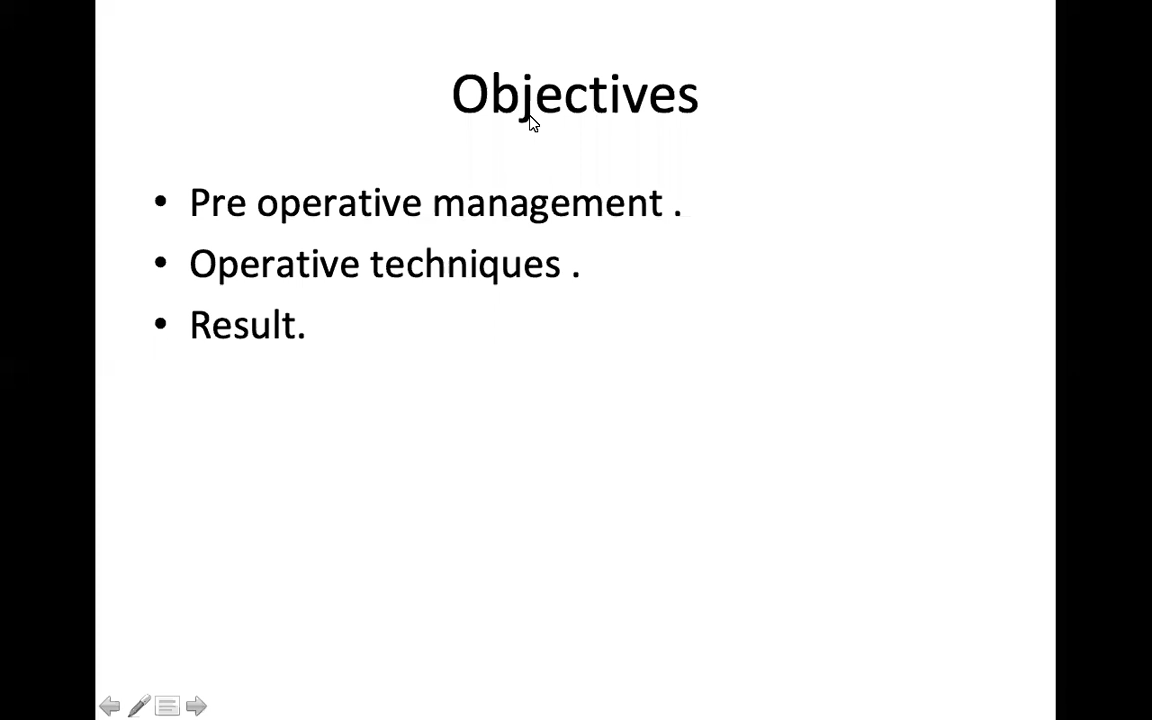 Objectives
• Pre operative management .
• Operative techniques .
• Result.